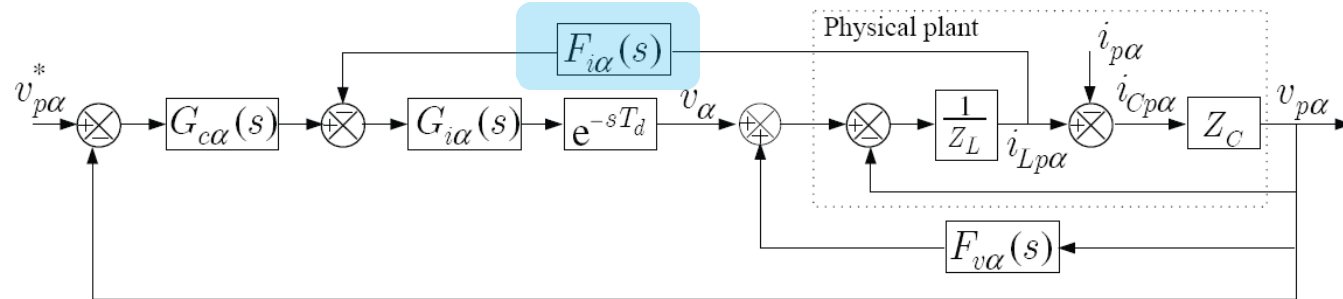 F_{iα}(s)
Physical plant
i_{pα}
v^*_{pα}
G_{cα}(s)
G_{iα}(s)
e^{-sT_d}
v_α
1/Z_L
i_{Lpα}
i_{Cpα}
Z_C
v_{pα}
F_{vα}(s)